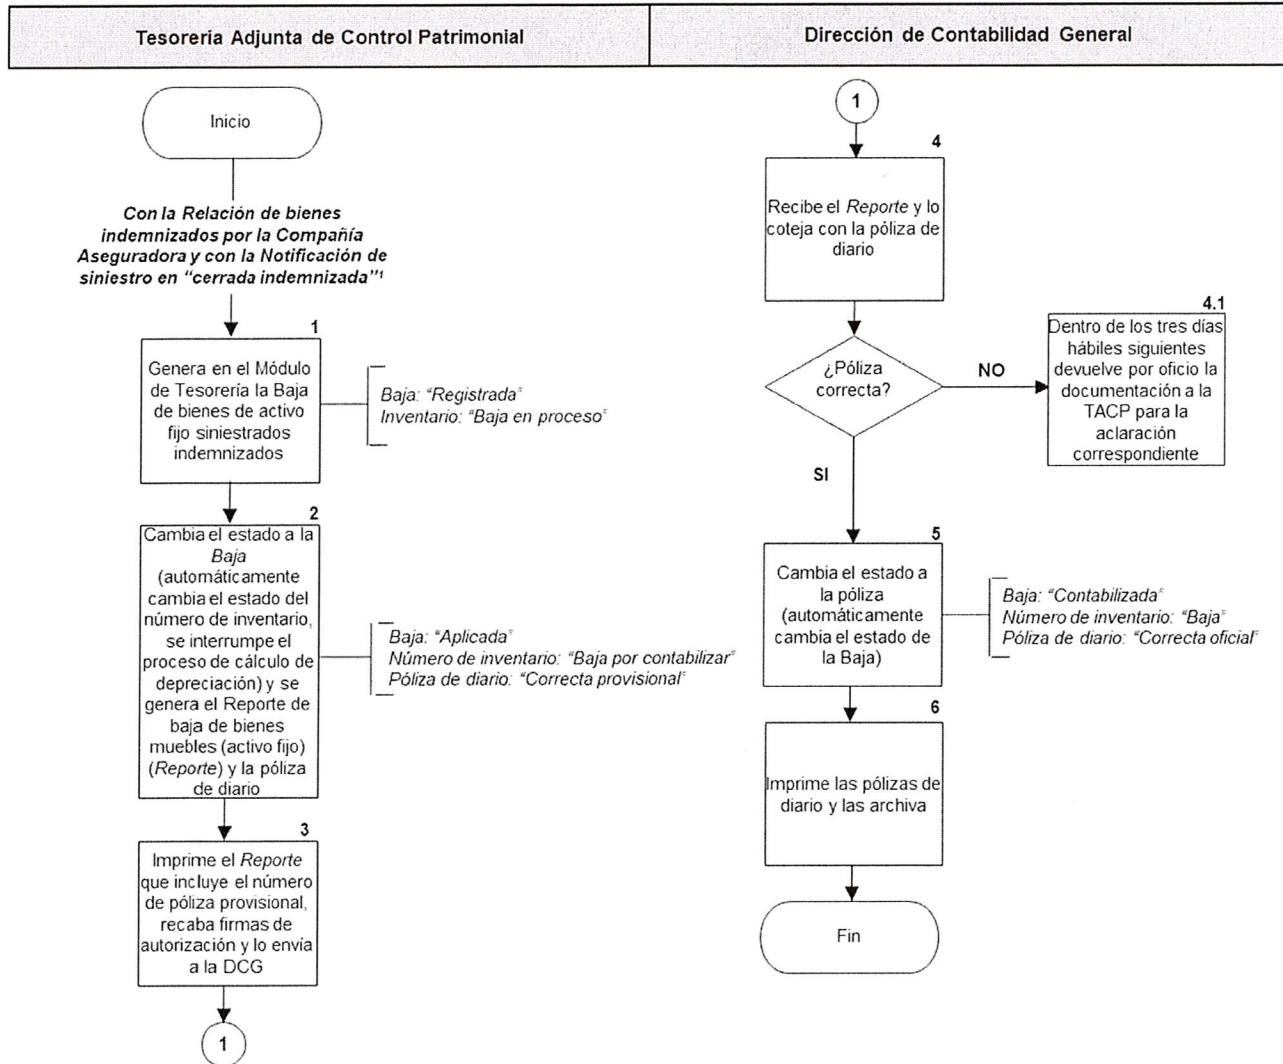 Tesorería Adjunta de Control Patrimonial
Dirección de Contabilidad General
Inicio
Con la Relación de bienes
indemnizados por la Compañía
Aseguradora y con la Notificación de
siniestro en “cerrada indemnizada”¹
1
Genera en el Módulo
de Tesorería la Baja
de bienes de activo
fijo siniestrados
indemnizados
Baja: “Registrada”
Inventario: “Baja en proceso”
2
Cambia el estado a la
Baja
(automáticamente
cambia el estado del
número de inventario,
se interrumpe el
proceso de cálculo de
depreciación) y se
genera el Reporte de
baja de bienes
muebles (activo fijo)
(Reporte) y la póliza
de diario
Baja: “Aplicada”
Número de inventario: “Baja por contabilizar”
Póliza de diario: “Correcta provisional”
3
Imprime el Reporte
que incluye el número
de póliza provisional,
recaba firmas de
autorización y lo envía
a la DCG
1
1
4
Recibe el Reporte y lo
coteja con la póliza de
diario
¿Póliza
correcta?
NO
4.1
Dentro de los tres días
hábiles siguientes
devuelve por oficio la
documentación a la
TACP para la
aclaración
correspondiente
SI
5
Cambia el estado a
la póliza
(automáticamente
cambia el estado de
la Baja)
Baja: “Contabilizada”
Número de inventario: “Baja”
Póliza de diario: “Correcta oficial”
6
Imprime las pólizas de
diario y las archiva
Fin